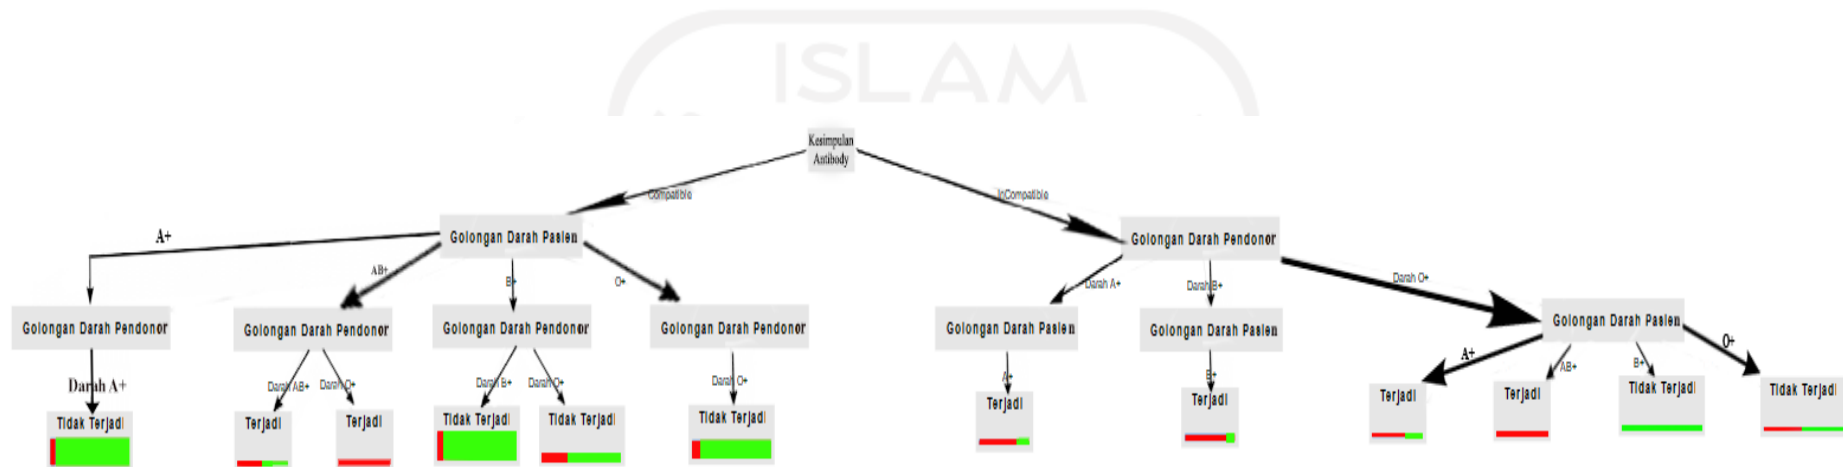 ISLAM
Kesimpulan
Antibody
Compatible
InCompatible
Golongan Darah Pasien
Golongan Darah Pendonor
A+
AB+
B+
O+
Darah A+
Darah B+
Darah O+
Golongan Darah Pendonor
Golongan Darah Pendonor
Golongan Darah Pendonor
Golongan Darah Pendonor
Golongan Darah Pasien
Golongan Darah Pasien
Golongan Darah Pasien
Darah A+
Darah AB+
Darah O+
Darah B+
Darah O+
Darah O+
A+
B+
A+
AB+
B+
O+
Tidak Terjadi
Terjadi
Terjadi
Tidak Terjadi
Tidak Terjadi
Tidak Terjadi
Terjadi
Terjadi
Terjadi
Terjadi
Tidak Terjadi
Tidak Terjadi